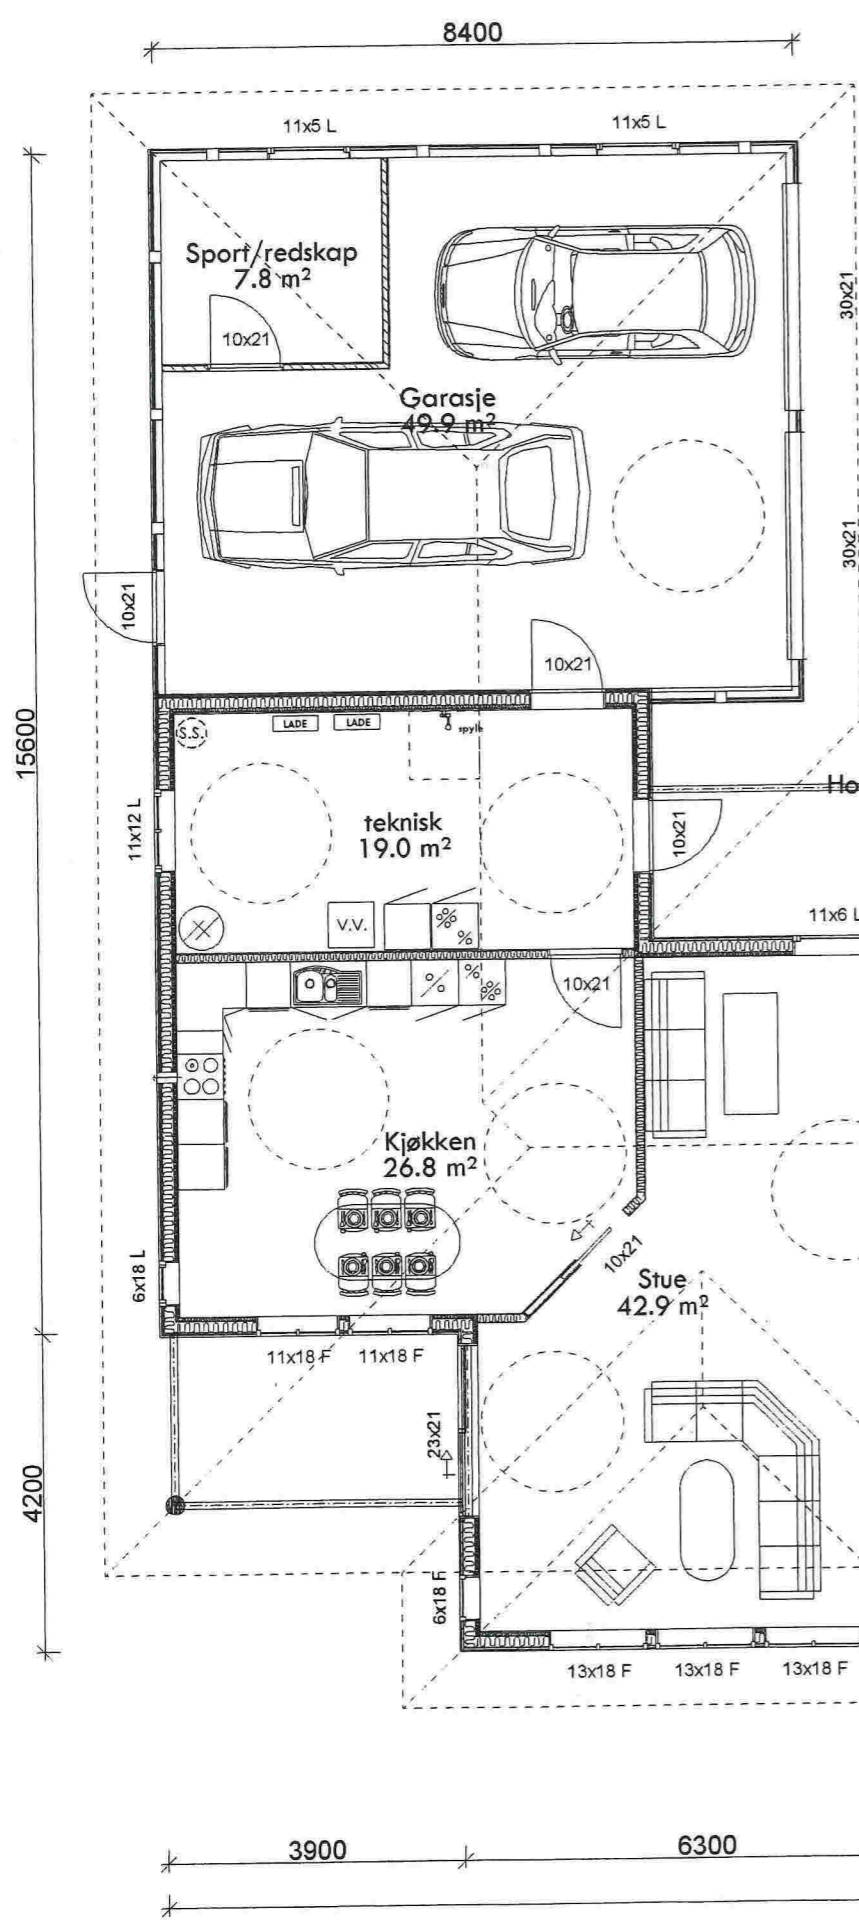 8400
11x5 L
11x5 L
Sport/redskap
7.8 m²
10x21
30x21
Garasje
49.9 m²
30x21
10x21
10x21
15600
S.S.
LADE
LADE
spyle
Ho
11x12 L
teknisk
19.0 m²
10x21
V.V.
11x6 L
10x21
Kjøkken
26.8 m²
10x21
6x18 L
Stue
42.9 m²
11x18 F
11x18 F
23x21
4200
6x18 F
13x18 F
13x18 F
13x18 F
3900
6300